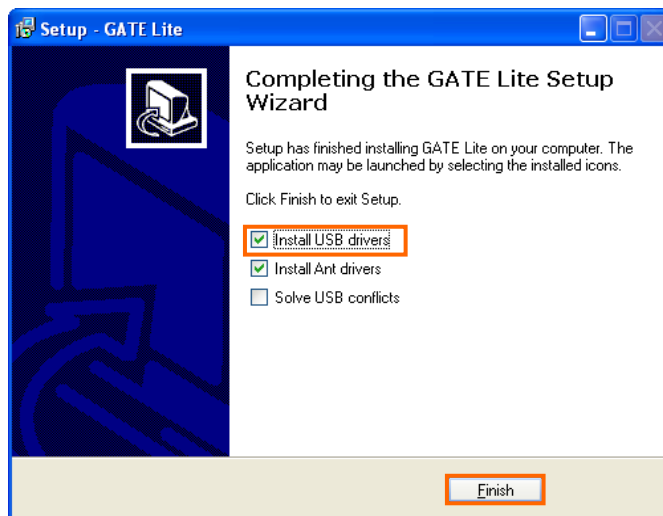 Setup - GATE Lite
Completing the GATE Lite Setup
Wizard
Setup has finished installing GATE Lite on your computer. The
application may be launched by selecting the installed icons.
Click Finish to exit Setup.
Install USB drivers
Install Ant drivers
Solve USB conflicts
Finish